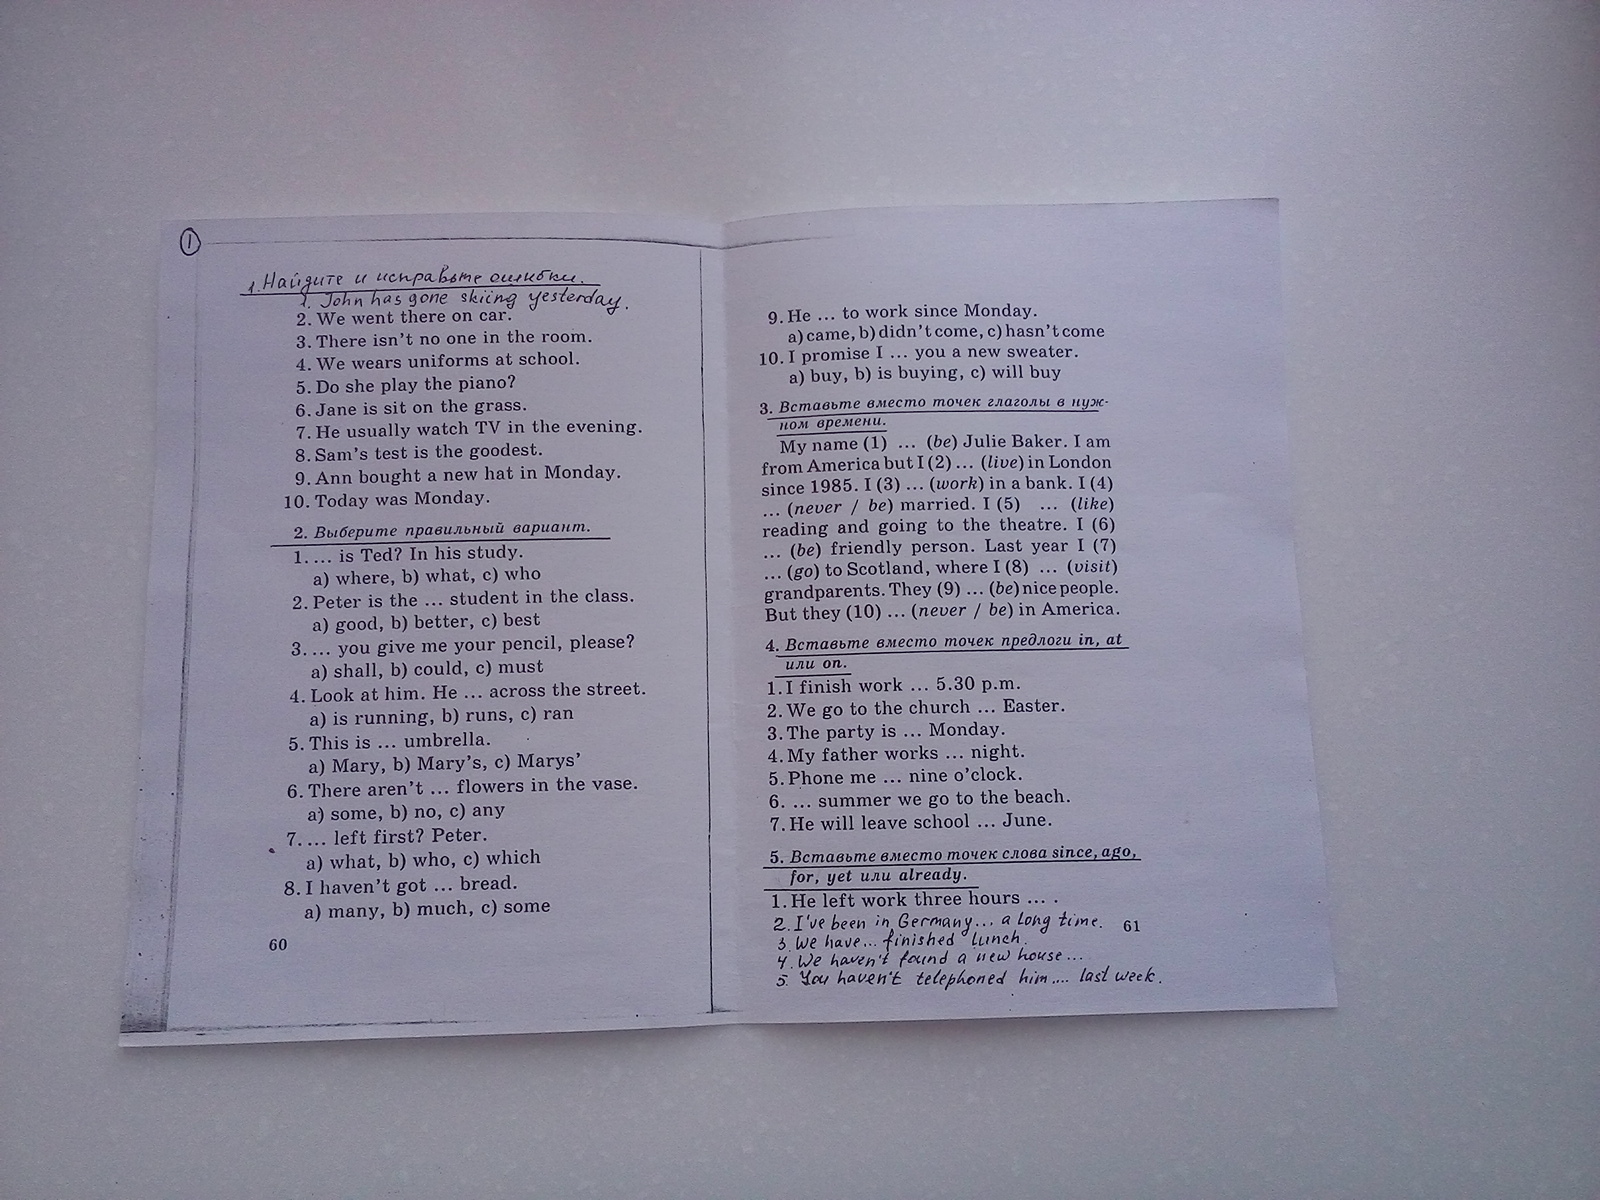 1
1. Найдите и исправьте ошибки.
1. John has gone skiing yesterday.
2. We went there on car.
3. There isn't no one in the room.
4. We wears uniforms at school.
5. Do she play the piano?
6. Jane is sit on the grass.
7. He usually watch TV in the evening.
8. Sam's test is the goodest.
9. Ann bought a new hat in Monday.
10. Today was Monday.
2. Выберите правильный вариант.
1. ... is Ted? In his study.
a) where, b) what, c) who
2. Peter is the ... student in the class.
a) good, b) better, c) best
3. ... you give me your pencil, please?
a) shall, b) could, c) must
4. Look at him. He ... across the street.
a) is running, b) runs, c) ran
5. This is ... umbrella.
a) Mary, b) Mary's, c) Marys'
6. There aren't ... flowers in the vase.
a) some, b) no, c) any
7. ... left first? Peter.
a) what, b) who, c) which
8. I haven't got ... bread.
a) many, b) much, c) some
60
9. He ... to work since Monday.
a) came, b) didn't come, c) hasn't come
10. I promise I ... you a new sweater.
a) buy, b) is buying, c) will buy
3. Вставьте вместо точек глаголы в нуж-
ном времени.
My name (1) ... (be) Julie Baker. I am
from America but I (2) ... (live) in London
since 1985. I (3) ... (work) in a bank. I (4)
... (never / be) married. I (5) ... (like)
reading and going to the theatre. I (6)
... (be) friendly person. Last year I (7)
... (go) to Scotland, where I (8) ... (visit)
grandparents. They (9) ... (be) nice people.
But they (10) ... (never / be) in America.
4. Вставьте вместо точек предлоги in, at
или on.
1. I finish work ... 5.30 p.m.
2. We go to the church ... Easter.
3. The party is ... Monday.
4. My father works ... night.
5. Phone me ... nine o'clock.
6. ... summer we go to the beach.
7. He will leave school ... June.
5. Вставьте вместо точек слова since, ago,
for, yet или already.
1. He left work three hours ... .
2. I've been in Germany... a long time.
61
3. We have... finished lunch.
4. We haven't found a new house...
5. You haven't telephoned him.... last week.